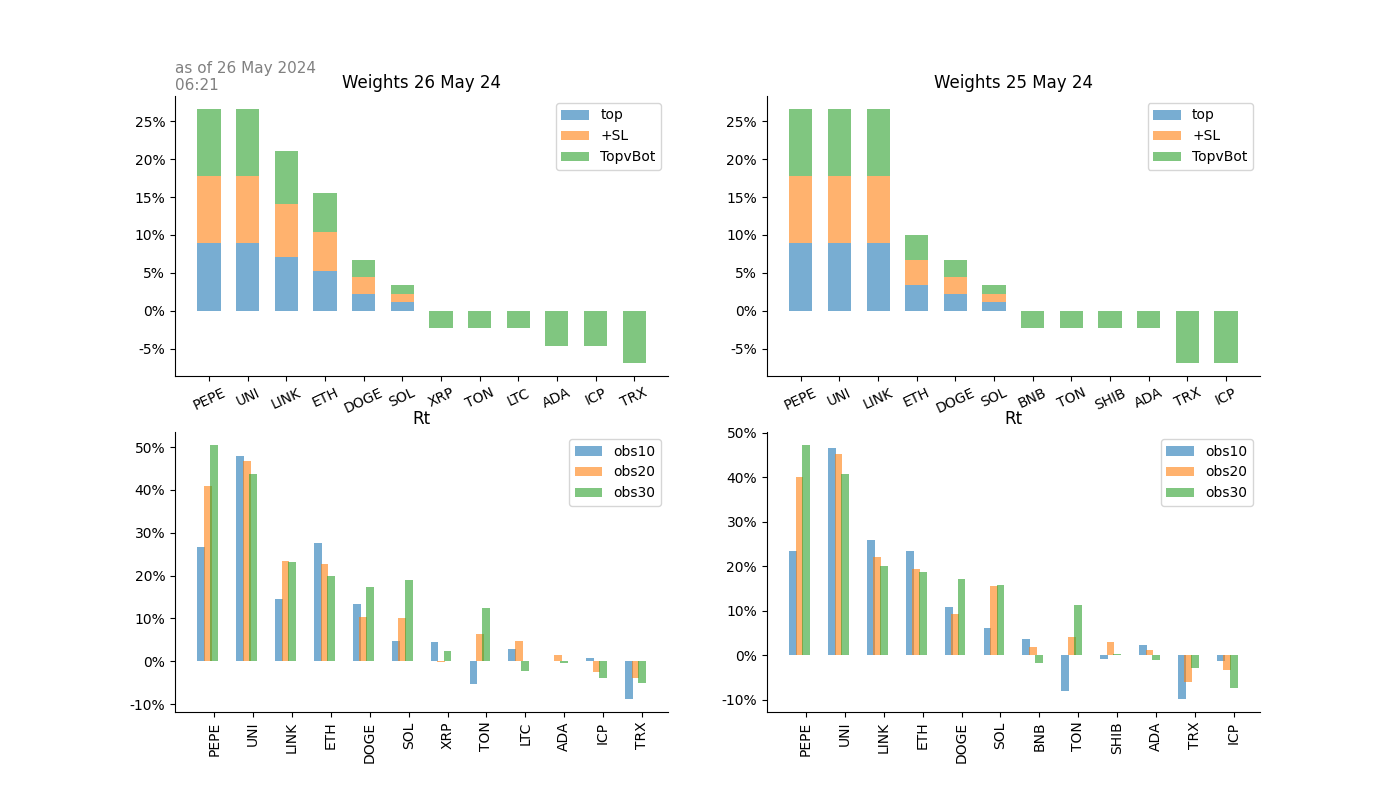 as of 26 May 2024
06:21
Weights 26 May 24
25%
20%
15%
10%
5%
0%
-5%
top
+SL
TopvBot
PEPE UNI LINK ETH DOGE SOL XRP TON LTC ADA ICP TRX
Weights 25 May 24
25%
20%
15%
10%
5%
0%
-5%
top
+SL
TopvBot
PEPE UNI LINK ETH DOGE SOL BNB TON SHIB ADA TRX ICP
Rt
50%
40%
30%
20%
10%
0%
-10%
obs10
obs20
obs30
PEPE UNI LINK ETH DOGE SOL XRP TON LTC ADA ICP TRX
Rt
50%
40%
30%
20%
10%
0%
-10%
obs10
obs20
obs30
PEPE UNI LINK ETH DOGE SOL BNB TON SHIB ADA TRX ICP